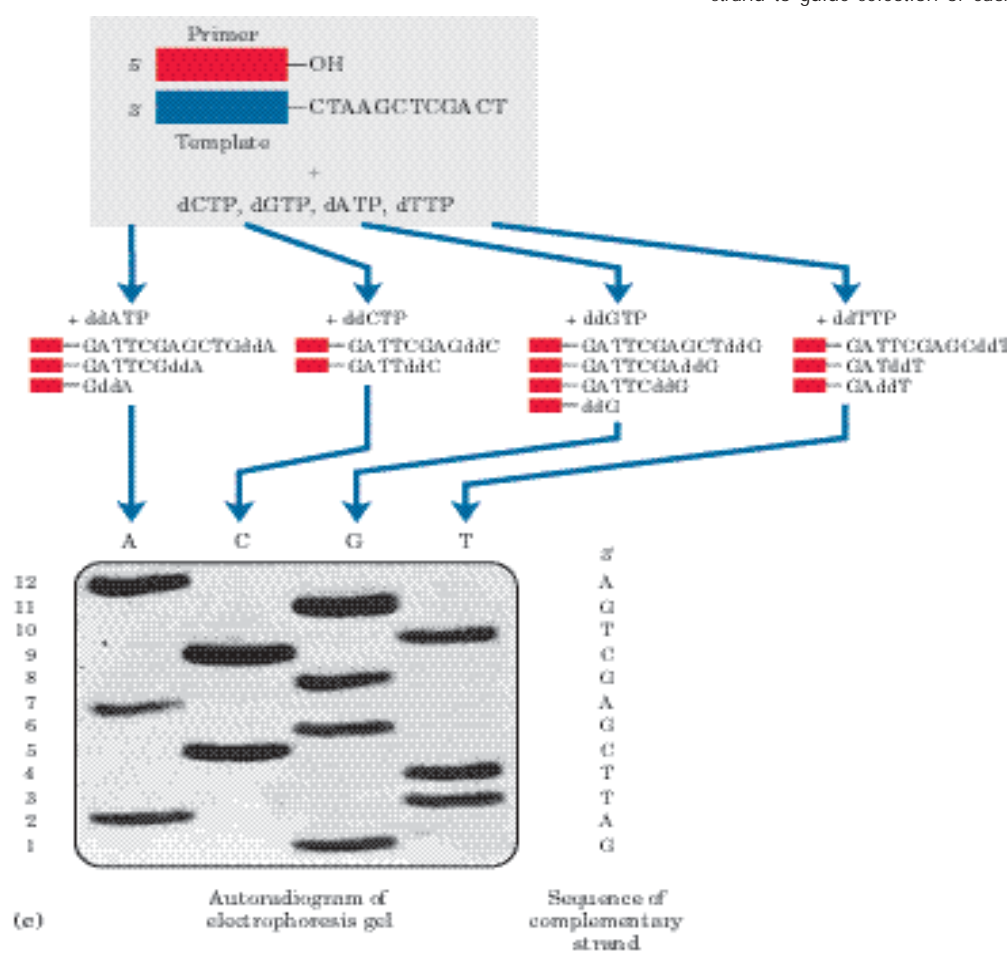 Primer
5′ OH
3′ CTAAGCTCGACT
Template
+
dCTP, dGTP, dATP, dTTP
+ ddATP
GATTCGAGCTGddA
GATTCGddA
GddA
+ ddCTP
GATTCGAGddC
GATTddC
+ ddGTP
GATTCGAGCTddG
GATTCGAddG
GATTCddG
ddG
+ ddTTP
GATTCGAGCddT
GATddT
GAddT
A C G T
3′
12 A
11 G
10 T
9 C
8 G
7 A
6 G
5 C
4 T
3 T
2 A
1 G
(c)
Autoradiogram of
electrophoresis gel
Sequence of
complementary
strand